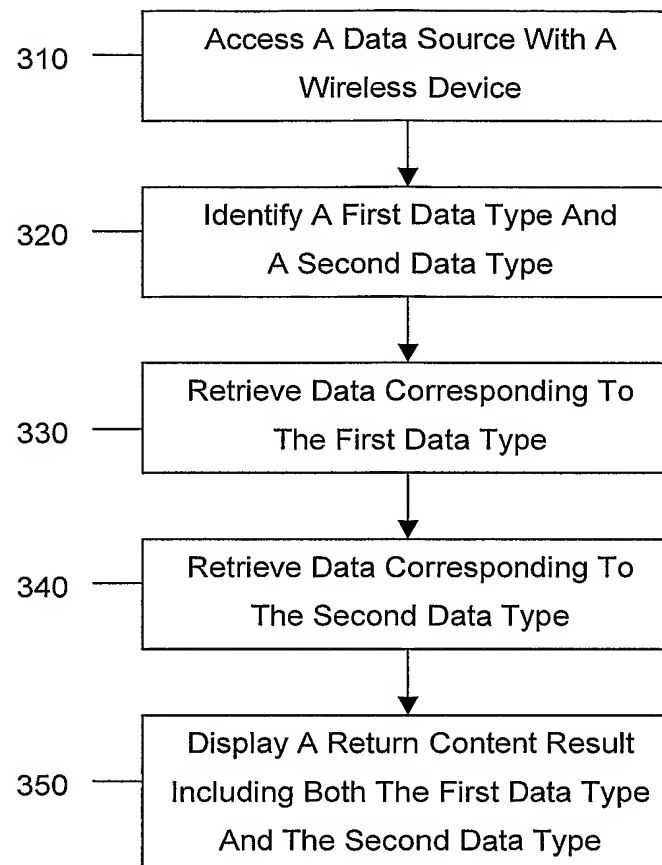 310
Access A Data Source With A
Wireless Device
320
Identify A First Data Type And
A Second Data Type
330
Retrieve Data Corresponding To
The First Data Type
340
Retrieve Data Corresponding To
The Second Data Type
350
Display A Return Content Result
Including Both The First Data Type
And The Second Data Type